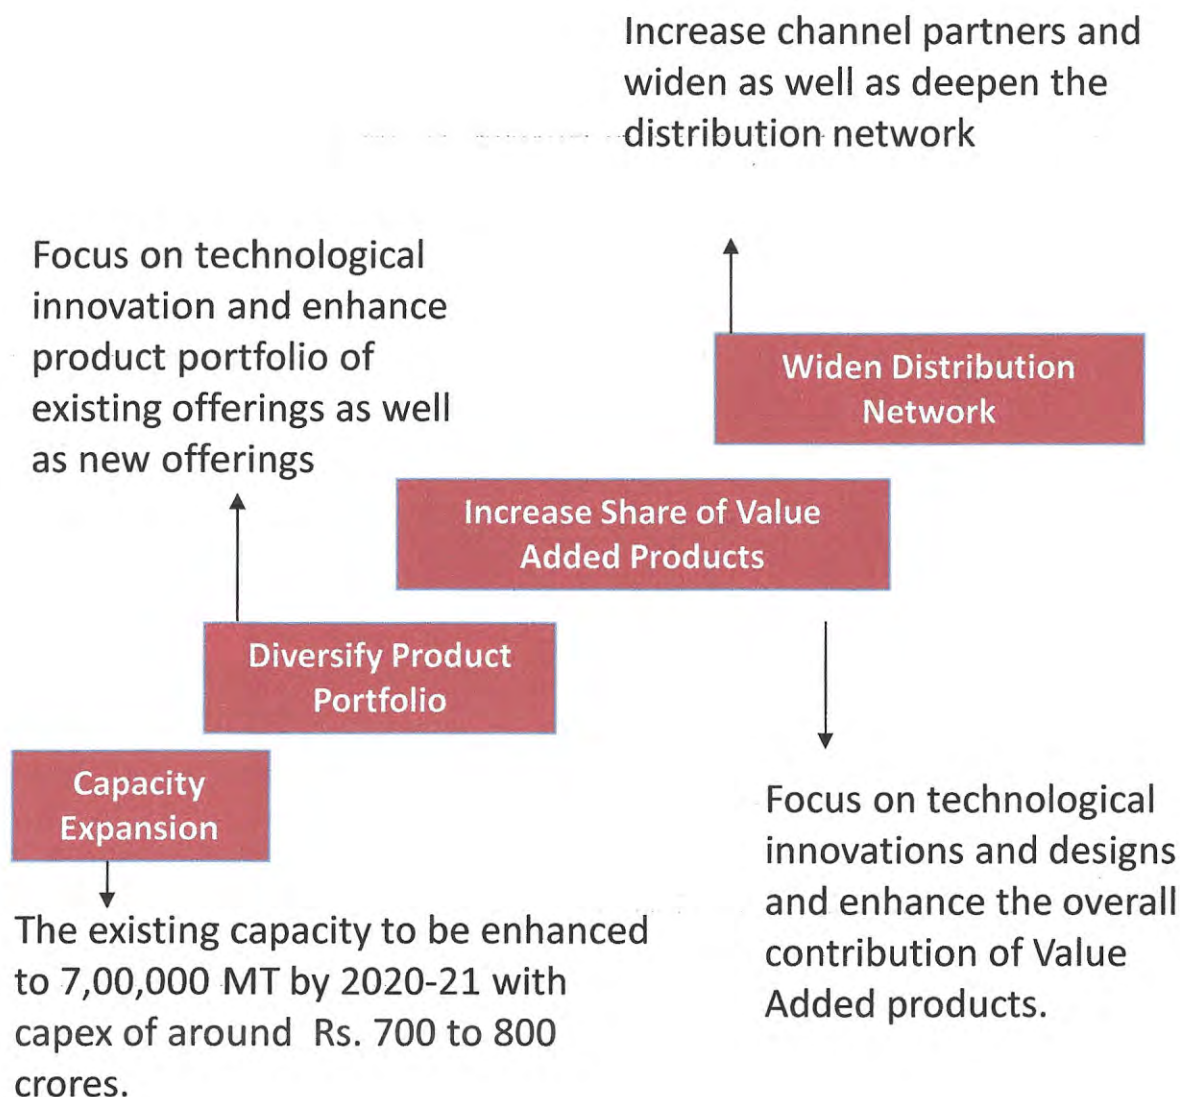 Increase channel partners and
widen as well as deepen the
distribution network
Focus on technological
innovation and enhance
product portfolio of
existing offerings as well
as new offerings
Widen Distribution
Network
Increase Share of Value
Added Products
Diversify Product
Portfolio
Capacity
Expansion
Focus on technological
innovations and designs
and enhance the overall
contribution of Value
Added products.
The existing capacity to be enhanced
to 7,00,000 MT by 2020-21 with
capex of around Rs. 700 to 800
crores.